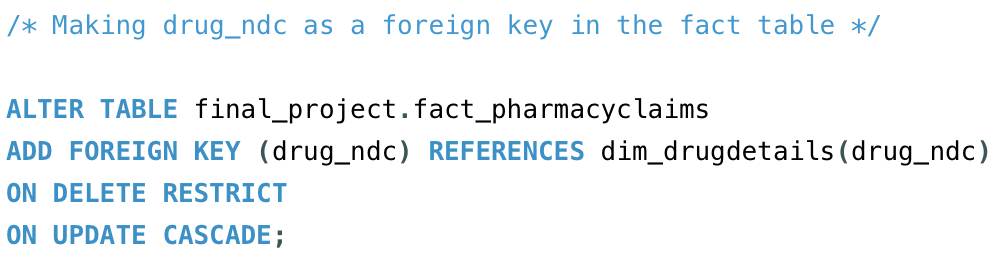 /* Making drug_ndc as a foreign key in the fact table */
ALTER TABLE final_project.fact_pharmacyclaims
ADD FOREIGN KEY (drug_ndc) REFERENCES dim_drugdetails(drug_ndc)
ON DELETE RESTRICT
ON UPDATE CASCADE;